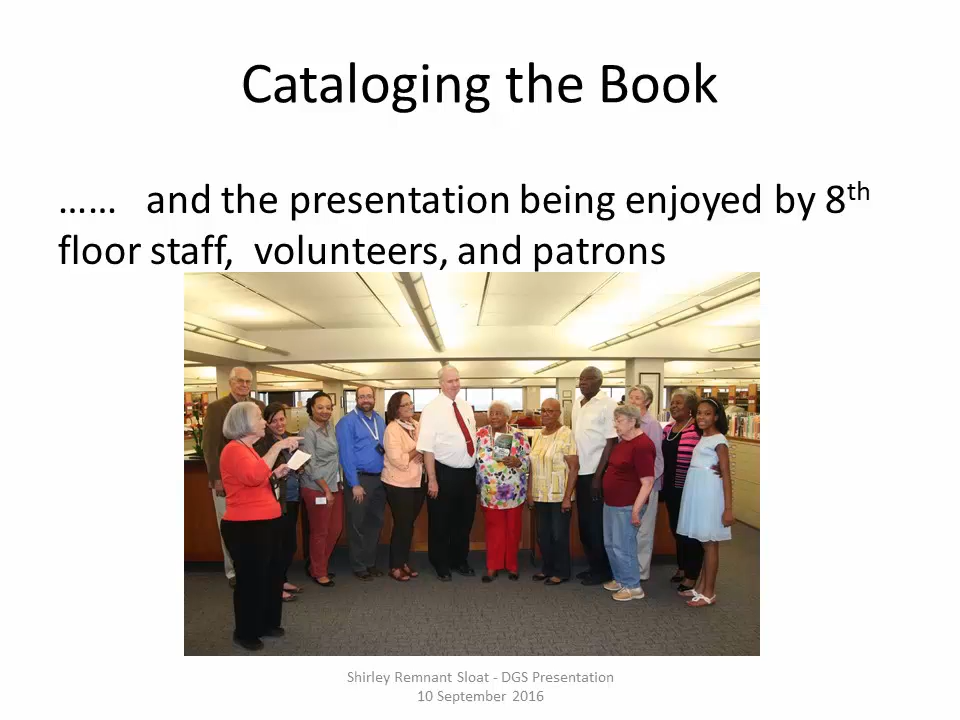 Cataloging the Book
…… and the presentation being enjoyed by 8th
floor staff, volunteers, and patrons
Shirley Remnant Sloat - DGS Presentation
10 September 2016